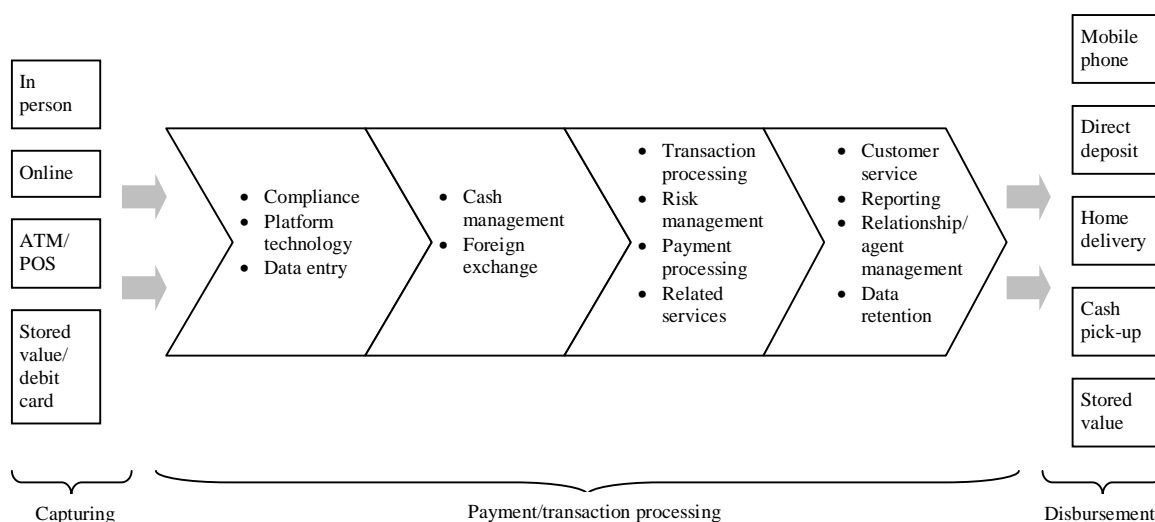 In
person
Online
ATM/
POS
Stored
value/
debit
card
• Compliance
• Platform
technology
• Data entry
• Cash
management
• Foreign
exchange
• Transaction
processing
• Risk
management
• Payment
processing
• Related
services
• Customer
service
• Reporting
• Relationship/
agent
management
• Data
retention
Mobile
phone
Direct
deposit
Home
delivery
Cash
pick-up
Stored
value
Capturing
Payment/transaction processing
Disbursement